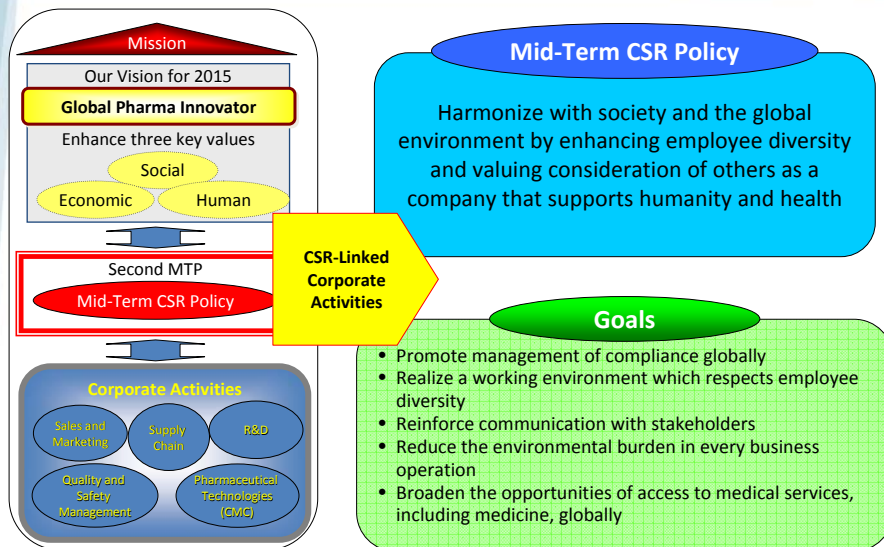 Mission
Our Vision for 2015
Global Pharma Innovator
Enhance three key values
Social
Economic
Human
Second MTP
Mid-Term CSR Policy
Corporate Activities
Sales and
Marketing
Supply
Chain
R&D
Quality and
Safety
Management
Pharmaceutical
Technologies
(CMC)
CSR-Linked
Corporate
Activities
Mid-Term CSR Policy
Harmonize with society and the global
environment by enhancing employee diversity
and valuing consideration of others as a
company that supports humanity and health
Goals
• Promote management of compliance globally
• Realize a working environment which respects employee
diversity
• Reinforce communication with stakeholders
• Reduce the environmental burden in every business
operation
• Broaden the opportunities of access to medical services,
including medicine, globally